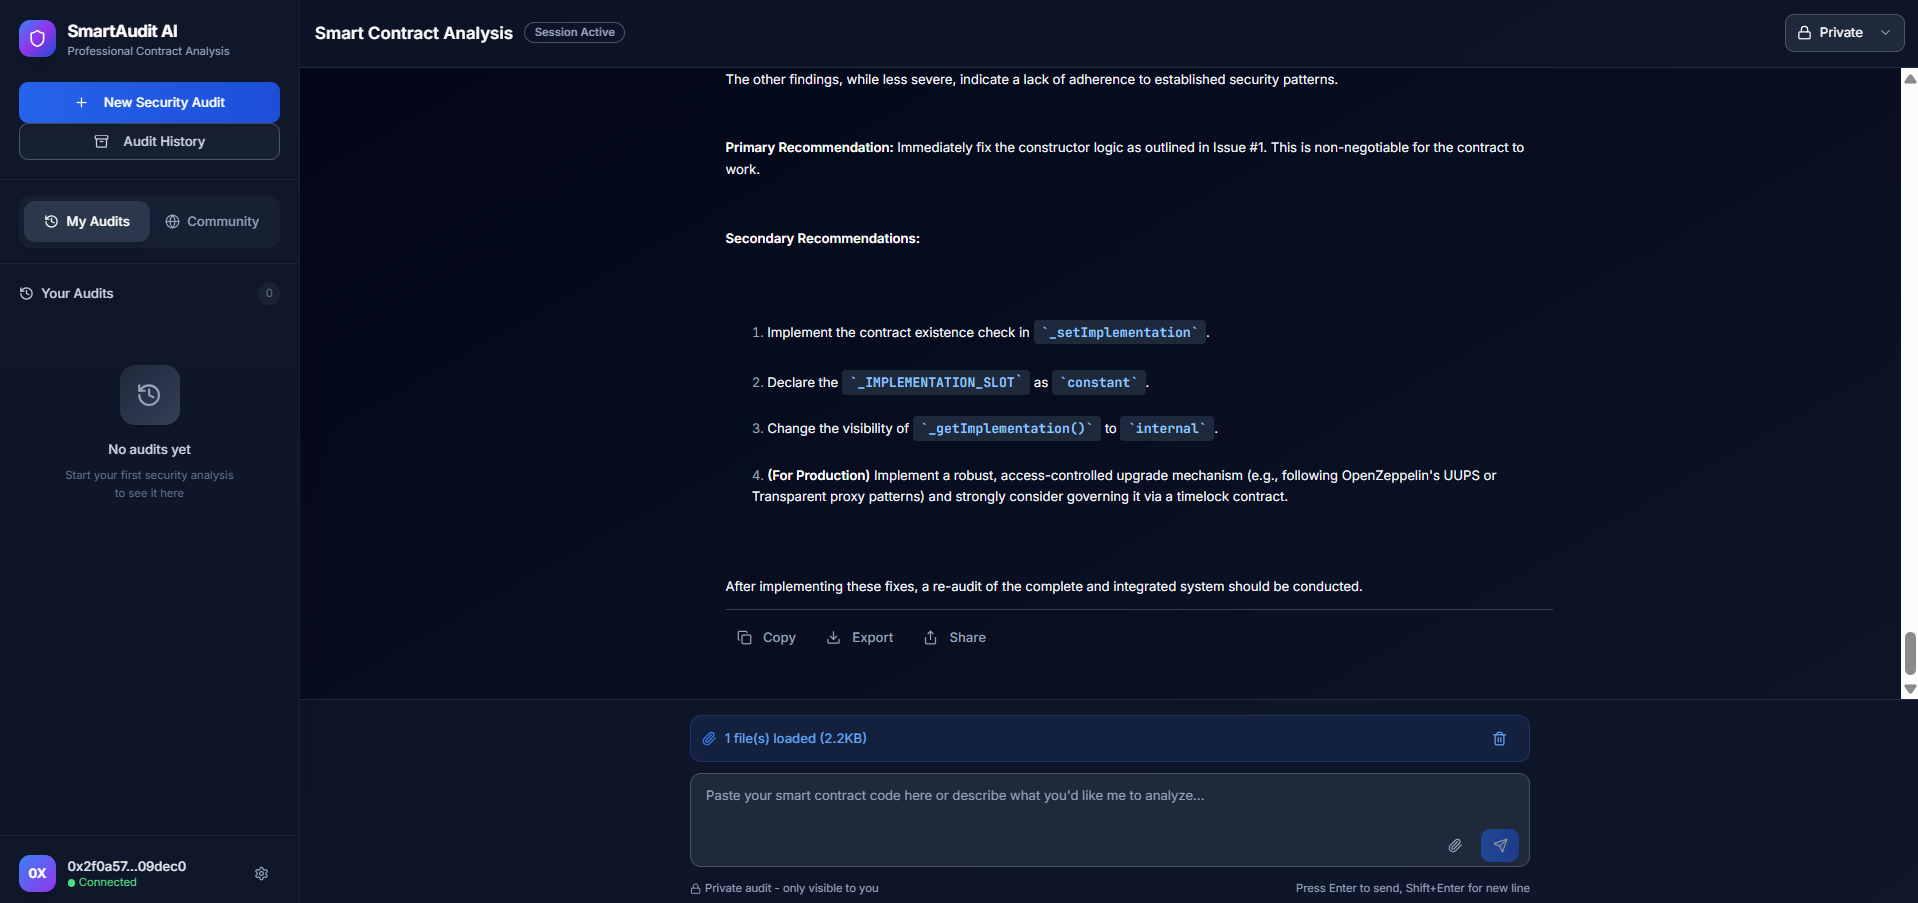 SmartAudit AI
Professional Contract Analysis
New Security Audit
Audit History
My Audits
Community
Your Audits
0
No audits yet
Start your first security analysis
to see it here
0X
0x2f0a57...09dec0
Connected
Smart Contract Analysis
Session Active
Private
The other findings, while less severe, indicate a lack of adherence to established security patterns.
Primary Recommendation: Immediately fix the constructor logic as outlined in Issue #1. This is non-negotiable for the contract to
work.
Secondary Recommendations:
1. Implement the contract existence check in `_setImplementation`.
2. Declare the `_IMPLEMENTATION_SLOT` as `constant`.
3. Change the visibility of `_getImplementation()` to `internal`.
4. (For Production) Implement a robust, access-controlled upgrade mechanism (e.g., following OpenZeppelin's UUPS or
Transparent proxy patterns) and strongly consider governing it via a timelock contract.
After implementing these fixes, a re-audit of the complete and integrated system should be conducted.
Copy
Export
Share
1 file(s) loaded (2.2KB)
Paste your smart contract code here or describe what you'd like me to analyze...
Private audit - only visible to you
Press Enter to send, Shift+Enter for new line